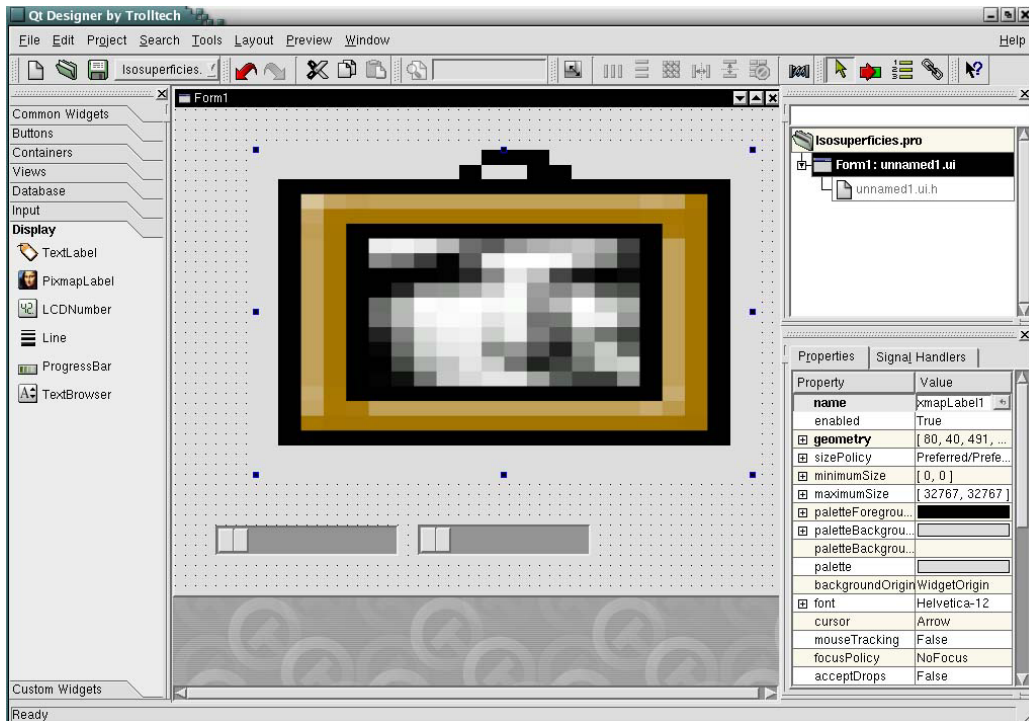 Qt Designer by Trolltech
File Edit Project Search Tools Layout Preview Window Help
Isosuperficies.
Form1
Common Widgets
Buttons
Containers
Views
Database
Input
Display
TextLabel
PixmapLabel
LCDNumber
Line
ProgressBar
TextBrowser
Custom Widgets
Isosuperficies.pro
Form1: unnamed1.ui
unnamed1.ui.h
Properties Signal Handlers
Property Value
name xmapLabel1
enabled True
geometry [ 80, 40, 491, ...
sizePolicy Preferred/Prefe...
minimumSize [ 0, 0 ]
maximumSize [ 32767, 32767 ]
paletteForegrou...
paletteBackgrou...
paletteBackgrou...
palette
backgroundOrigin WidgetOrigin
font Helvetica-12
cursor Arrow
mouseTracking False
focusPolicy NoFocus
acceptDrops False
Ready